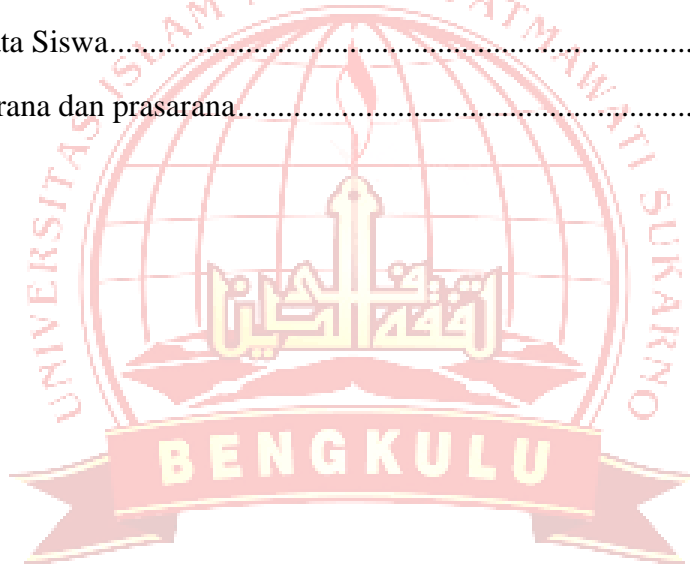 ta Siswa..........................................................................
rana dan prasarana.........................................................
UNIVERSITAS ISLAM ATMAWATI SUKARNO
BENGKULU